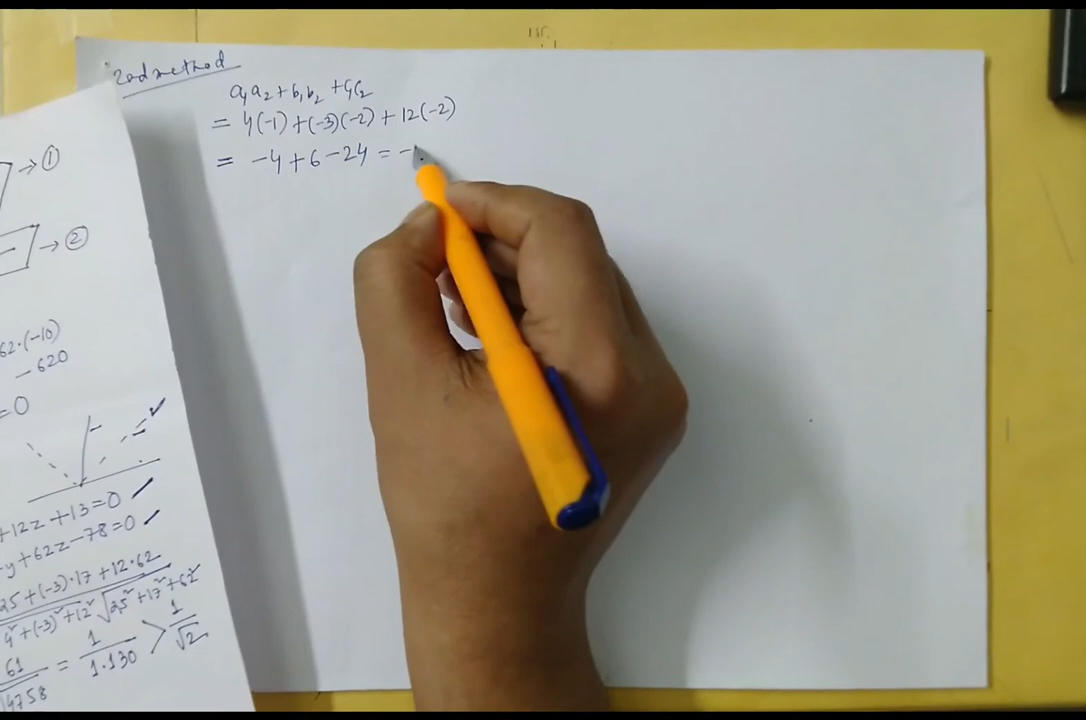 2nd method
a₁a₂ + b₁b₂ + c₁c₂
= 4(-1) + (-3)(-2) + 12(-2)
= -4 + 6 - 24 = -
→ ①
→ ②
62·(-10)
- 620
= 0
+12z + 13 = 0
-y + 62z - 78 = 0
25 + (-3)·17 + 12·62
4² + (-3)² + 12² √25² + 17² + 62²
61 = 1/1.130 > 1/√2
14758